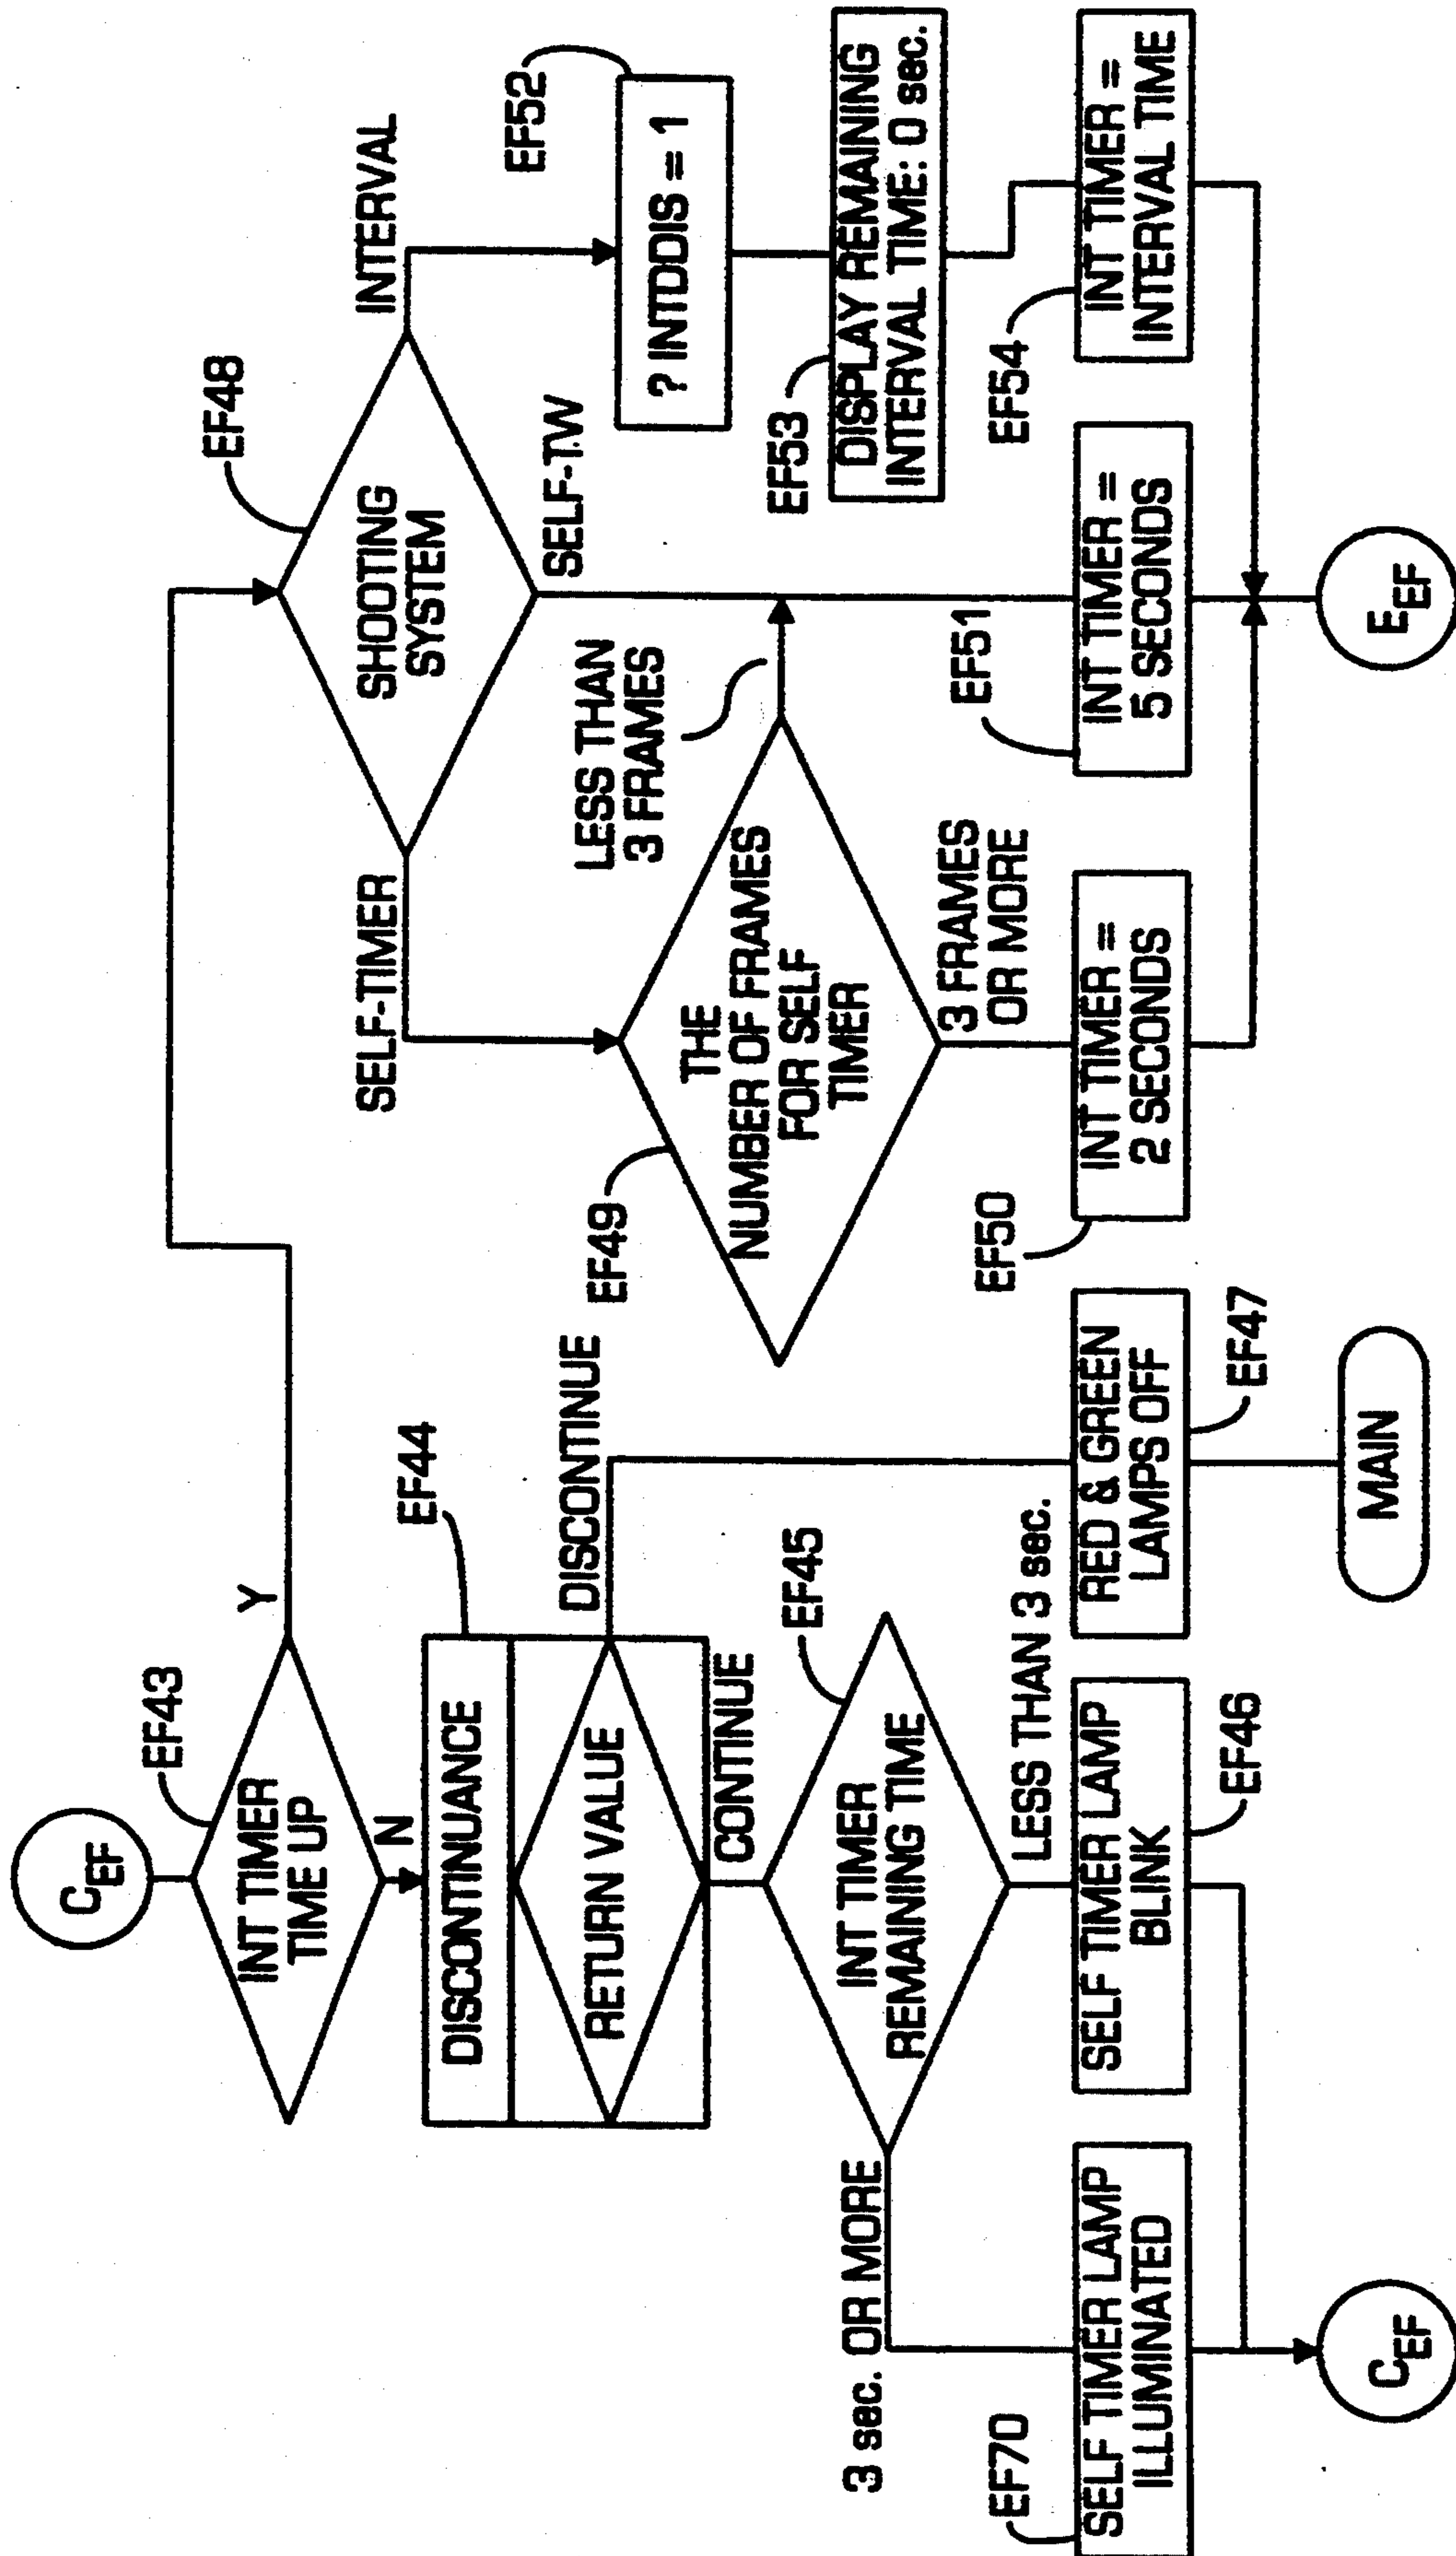 C EF
INT TIMER
TIME UP
EF43
Y
N
DISCONTINUANCE
EF44
RETURN VALUE
DISCONTINUE
CONTINUE
INT TIMER
REMAINING TIME
EF45
3 sec. OR MORE
LESS THAN 3 sec.
EF70
SELF TIMER LAMP
ILLUMINATED
SELF TIMER LAMP
BLINK
EF46
RED & GREEN
LAMPS OFF
EF47
C EF
MAIN
SHOOTING
SYSTEM
EF48
SELF-TIMER
INTERVAL
SELF-TW
EF49
THE
NUMBER OF FRAMES
FOR SELF
TIMER
LESS THAN
3 FRAMES
3 FRAMES
OR MORE
EF50
INT TIMER =
2 SECONDS
EF51
INT TIMER =
5 SECONDS
EF52
? INTDDIS = 1
EF53
DISPLAY REMAINING
INTERVAL TIME: 0 sec.
EF54
INT TIMER =
INTERVAL TIME
E EF